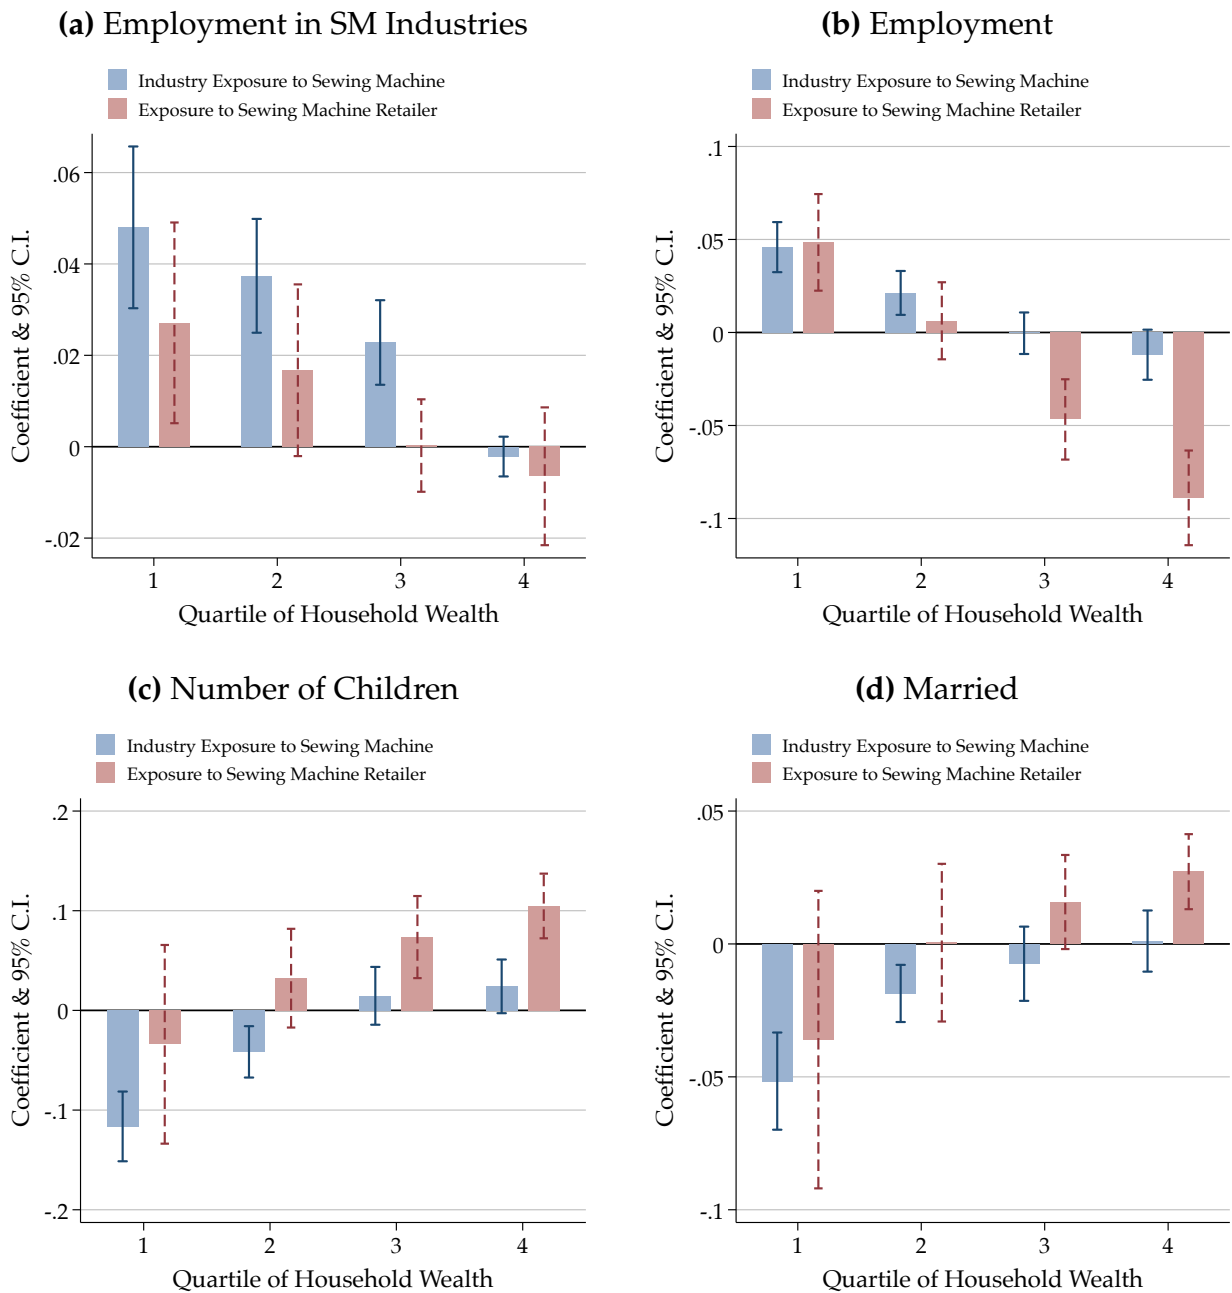 (a) Employment in SM Industries
Industry Exposure to Sewing Machine
Exposure to Sewing Machine Retailer
Coefficient & 95% C.I.
.06
.04
.02
0
-.02
1 2 3 4
Quartile of Household Wealth
(b) Employment
Industry Exposure to Sewing Machine
Exposure to Sewing Machine Retailer
Coefficient & 95% C.I.
.1
.05
0
-.05
-.1
1 2 3 4
Quartile of Household Wealth
(c) Number of Children
Industry Exposure to Sewing Machine
Exposure to Sewing Machine Retailer
Coefficient & 95% C.I.
.2
.1
0
-.1
-.2
1 2 3 4
Quartile of Household Wealth
(d) Married
Industry Exposure to Sewing Machine
Exposure to Sewing Machine Retailer
Coefficient & 95% C.I.
.05
0
-.05
-.1
1 2 3 4
Quartile of Household Wealth